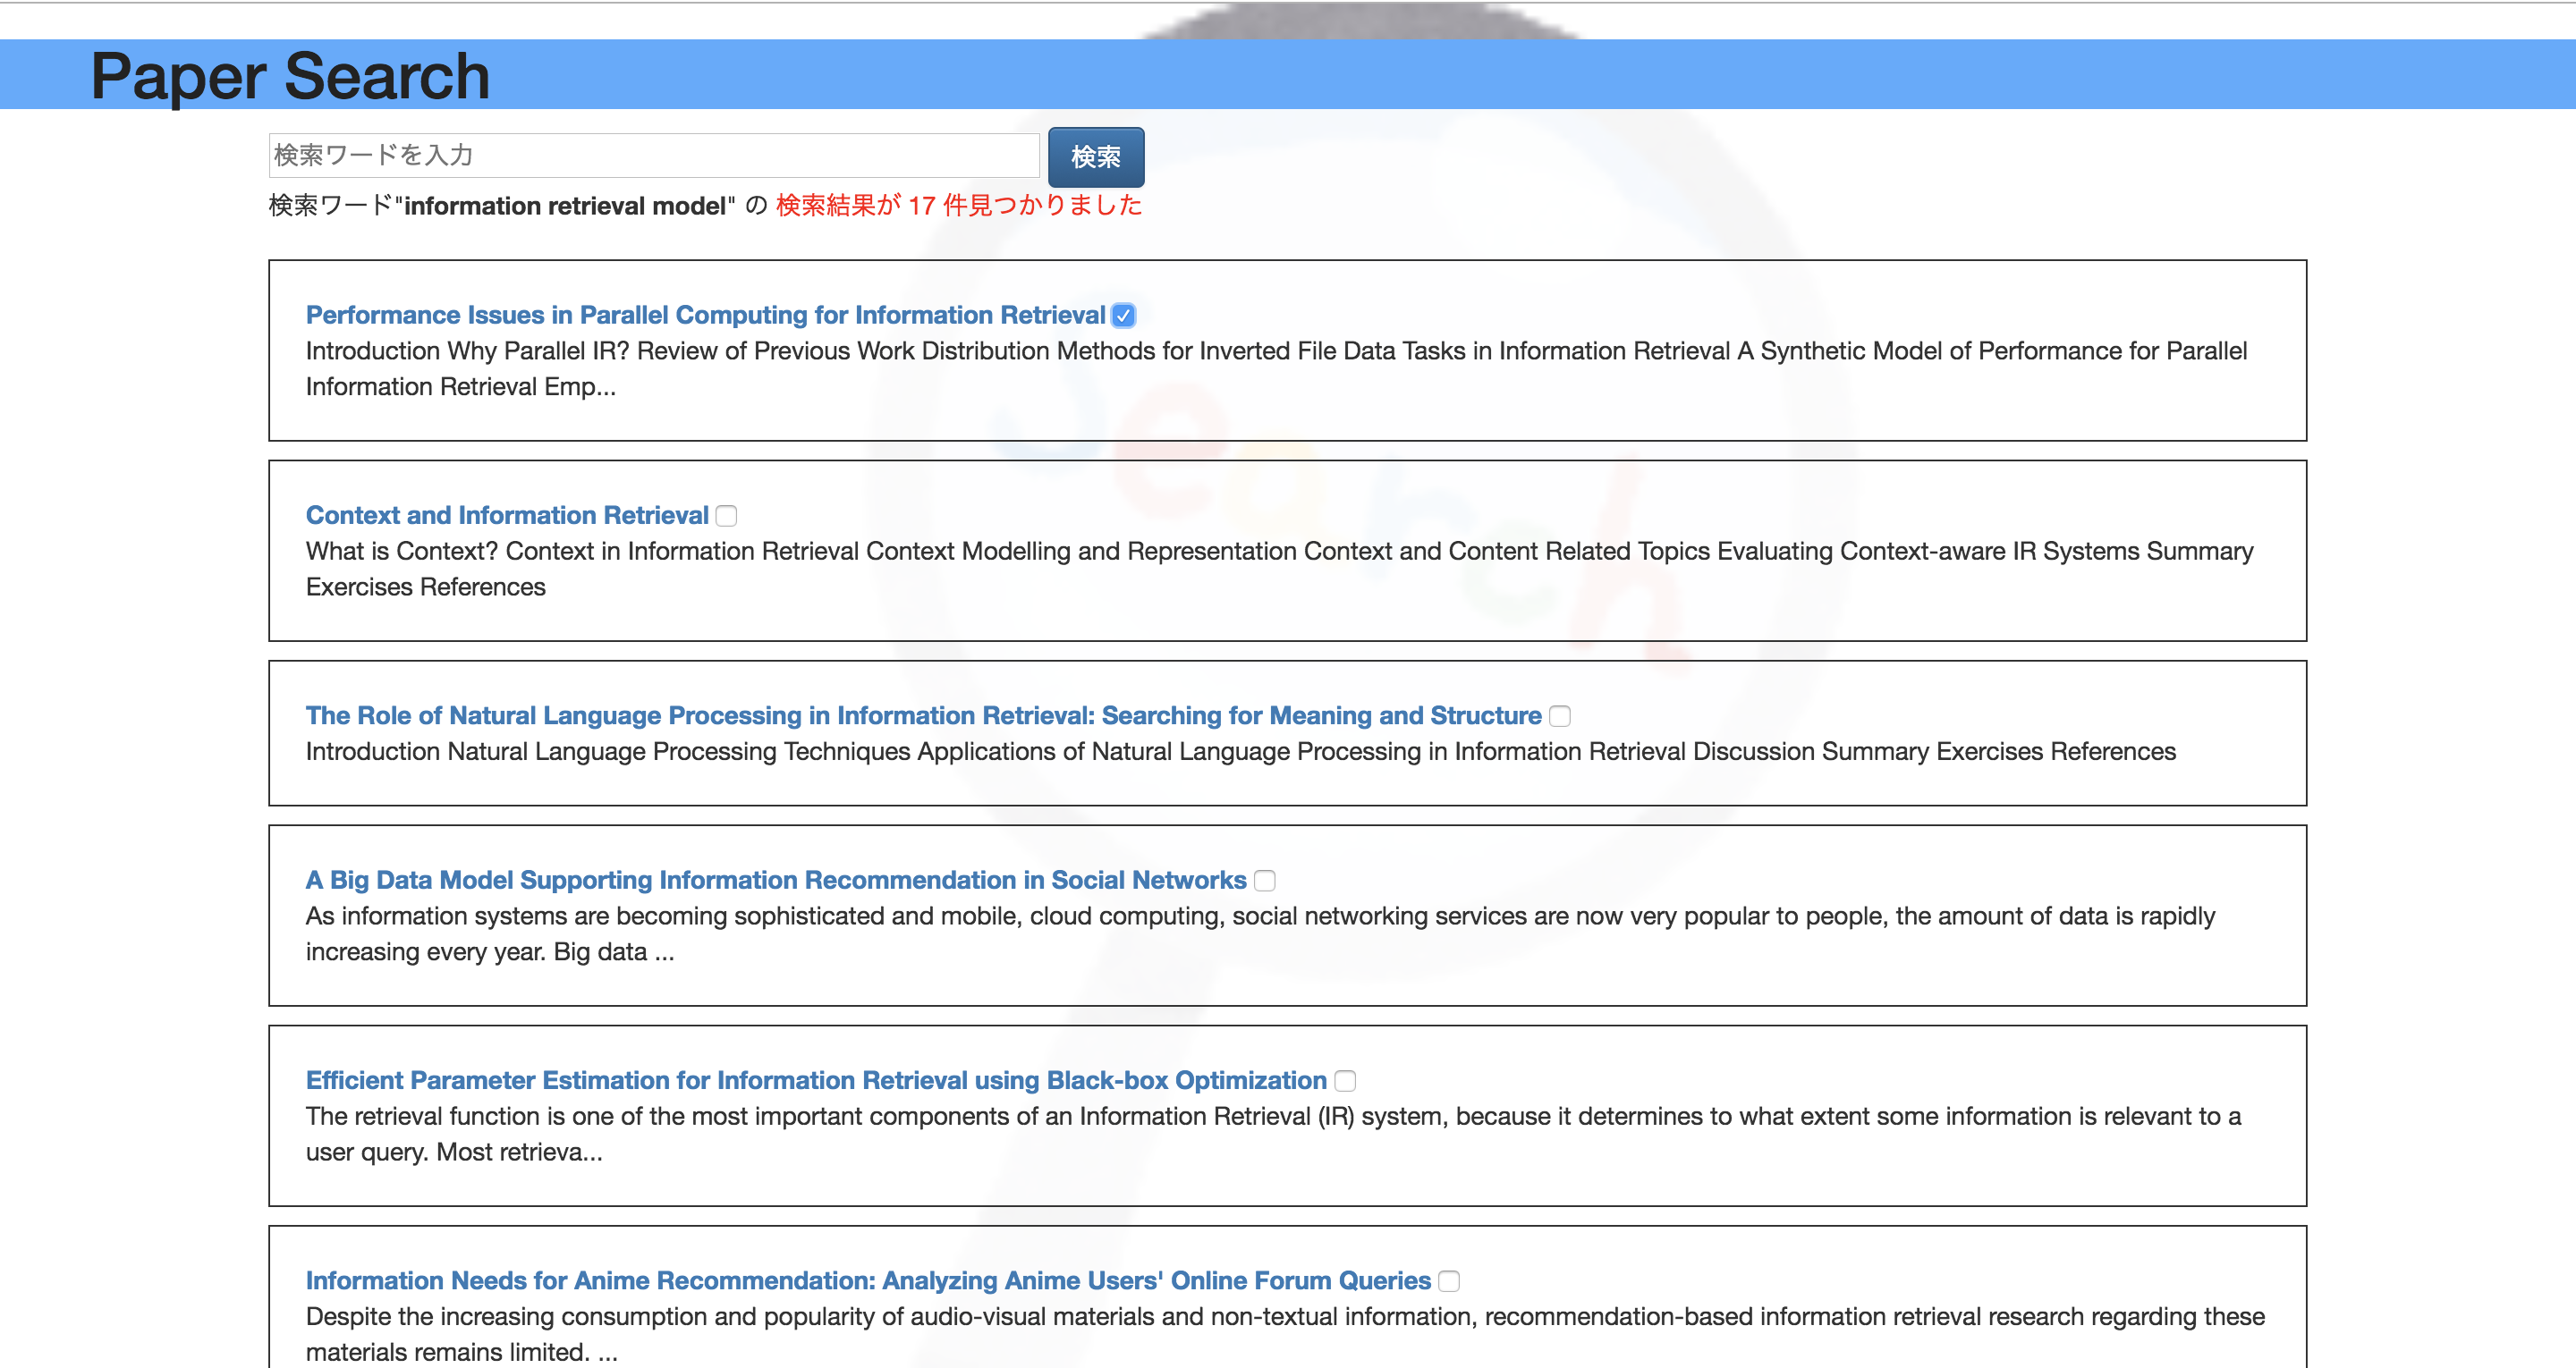 Paper Search
検索ワードを入力
検索
検索ワード"information retrieval model" の 検索結果が 17 件見つかりました
Performance Issues in Parallel Computing for Information Retrieval
Introduction Why Parallel IR? Review of Previous Work Distribution Methods for Inverted File Data Tasks in Information Retrieval A Synthetic Model of Performance for Parallel
Information Retrieval Emp...
Context and Information Retrieval
What is Context? Context in Information Retrieval Context Modelling and Representation Context and Content Related Topics Evaluating Context-aware IR Systems Summary
Exercises References
Search
The Role of Natural Language Processing in Information Retrieval: Searching for Meaning and Structure
Introduction Natural Language Processing Techniques Applications of Natural Language Processing in Information Retrieval Discussion Summary Exercises References
A Big Data Model Supporting Information Recommendation in Social Networks
As information systems are becoming sophisticated and mobile, cloud computing, social networking services are now very popular to people, the amount of data is rapidly
increasing every year. Big data ...
Efficient Parameter Estimation for Information Retrieval using Black-box Optimization
The retrieval function is one of the most important components of an Information Retrieval (IR) system, because it determines to what extent some information is relevant to a
user query. Most retrieva...
Information Needs for Anime Recommendation: Analyzing Anime Users' Online Forum Queries
Despite the increasing consumption and popularity of audio-visual materials and non-textual information, recommendation-based information retrieval research regarding these
materials remains limited. ...